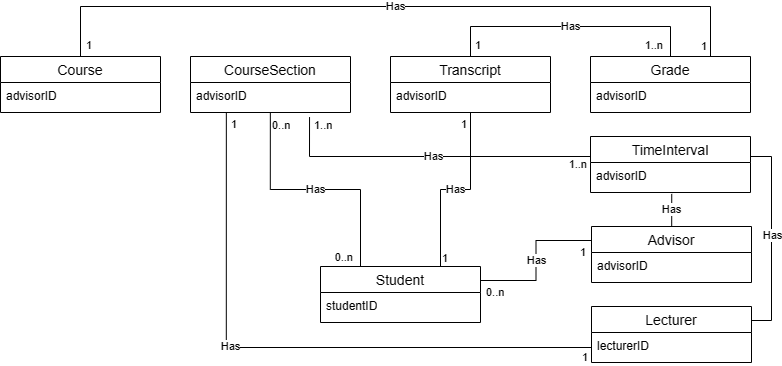 Has
1
1
1
1..n
Has
Course
CourseSection
Transcript
Grade
advisorID
advisorID
advisorID
advisorID
1
0..n
1..n
1
TimeInterval
Has
1..n
advisorID
Has
Has
Has
Has
Advisor
0..n
1
1
Has
advisorID
Student
0..n
studentID
Lecturer
Has
1
lecturerID